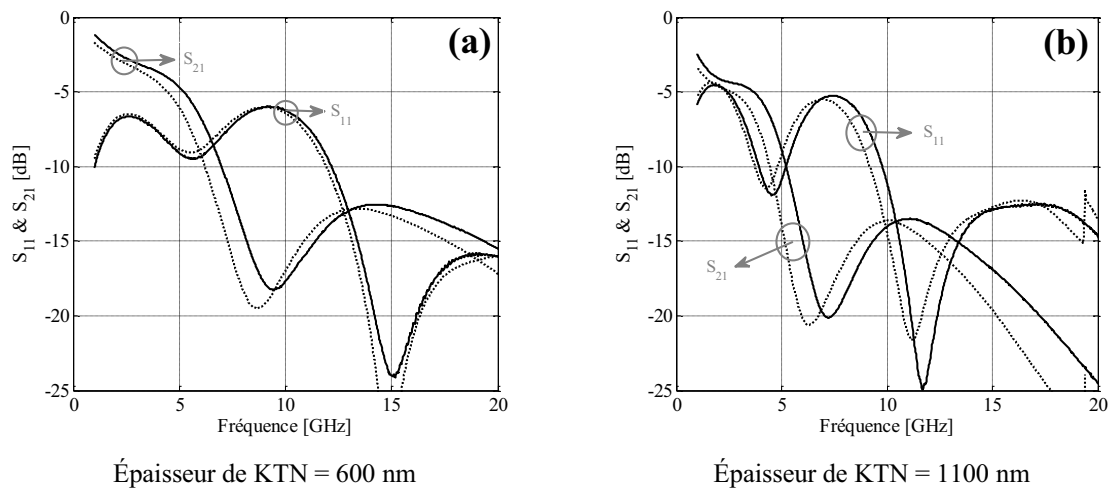 (a)
0
-5
-10
-15
-20
-25
S11 & S21 [dB]
S21
S11
0 5 10 15 20
Fréquence [GHz]
Épaisseur de KTN = 600 nm
(b)
0
-5
-10
-15
-20
-25
S11 & S21 [dB]
S11
S21
0 5 10 15 20
Fréquence [GHz]
Épaisseur de KTN = 1100 nm